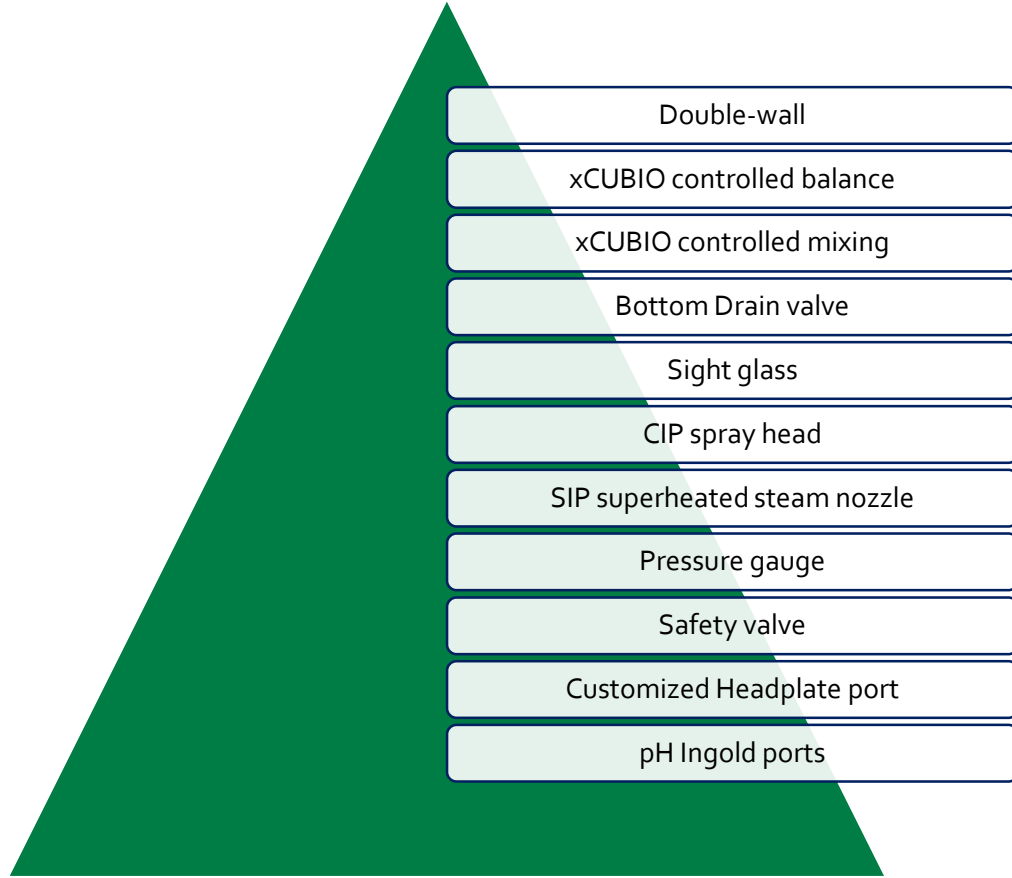 Double-wall
xCUBIO controlled balance
xCUBIO controlled mixing
Bottom Drain valve
Sight glass
CIP spray head
SIP superheated steam nozzle
Pressure gauge
Safety valve
Customized Headplate port
pH Ingold ports